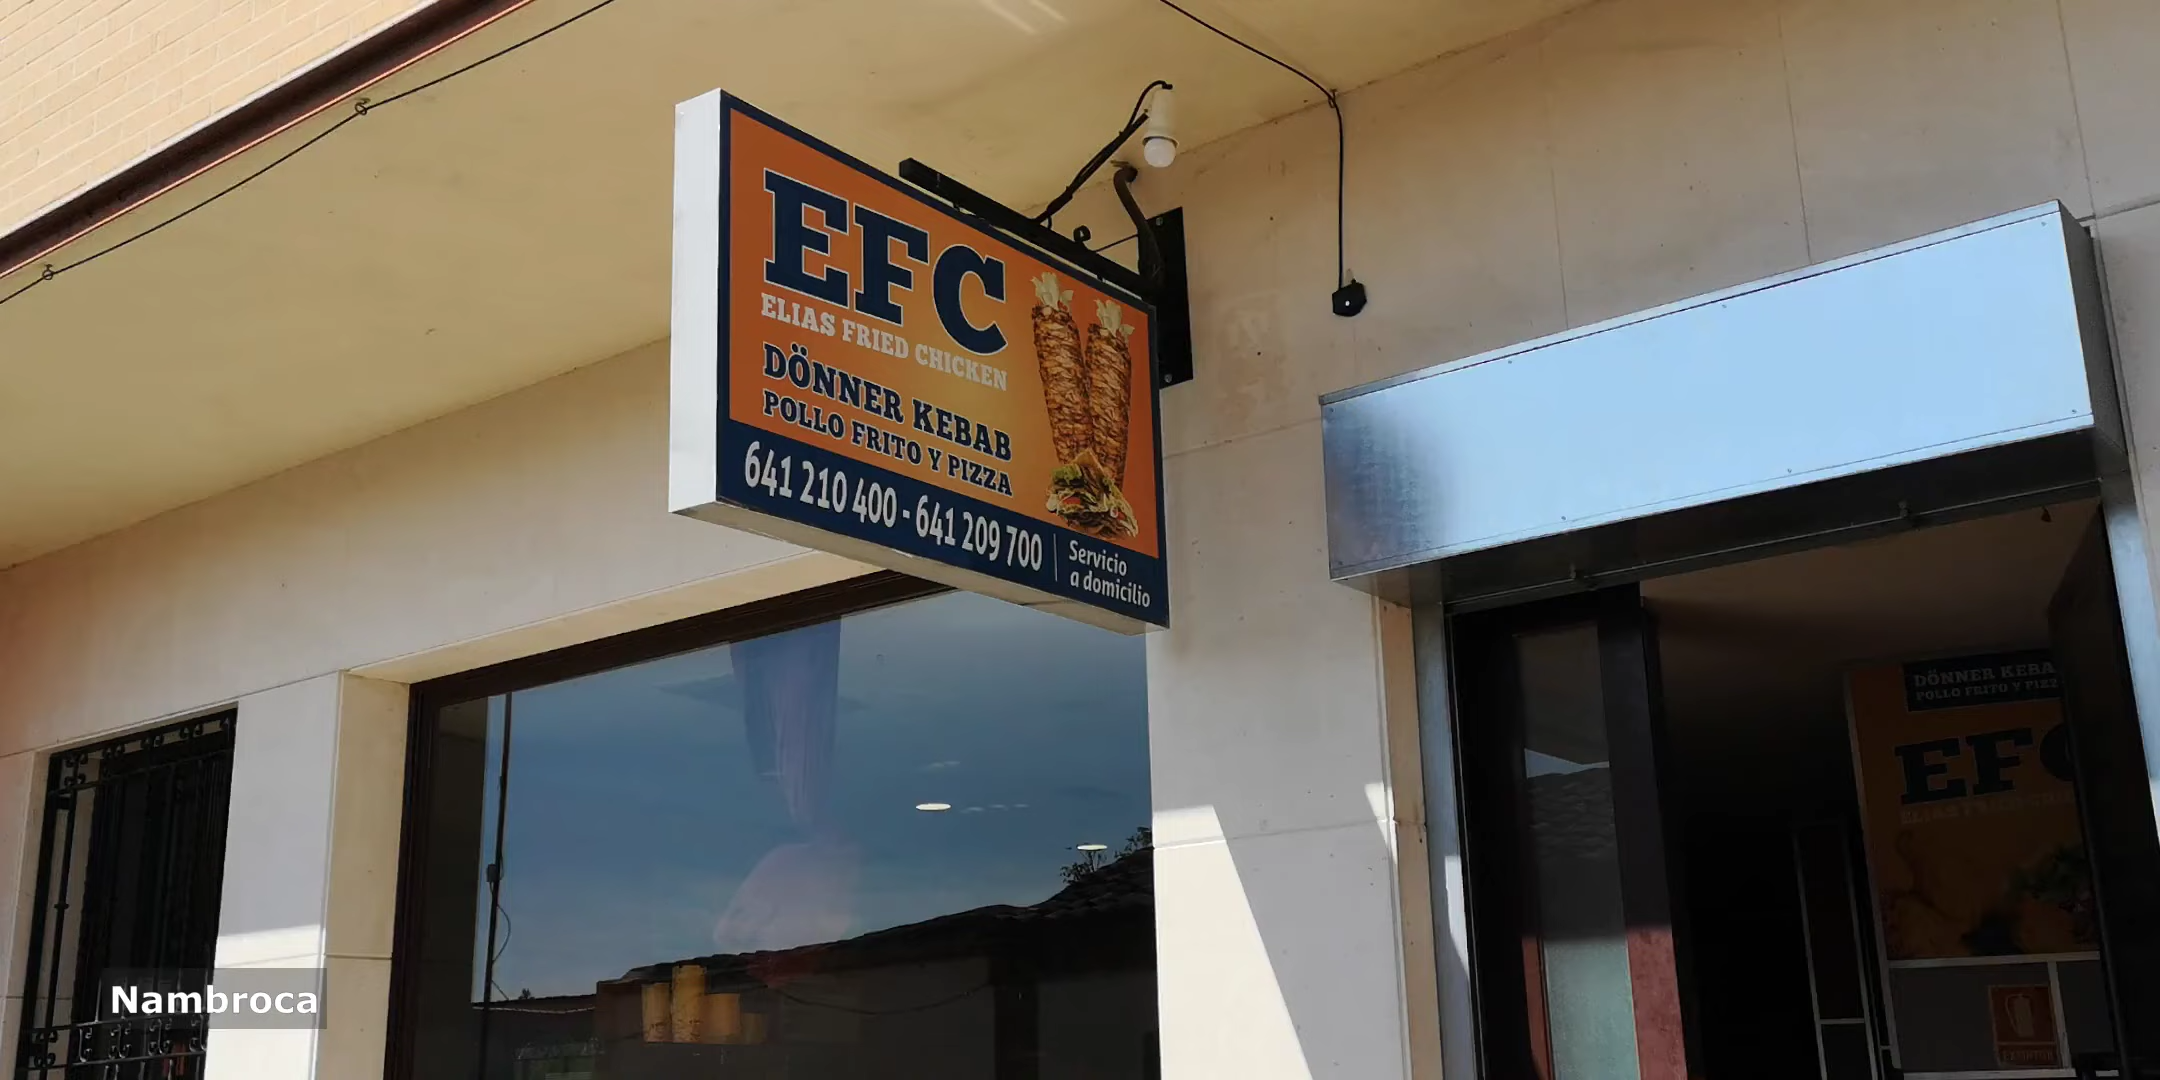 EFC
ELIAS FRIED CHICKEN
DÖNNER KEBAB
POLLO FRITO Y PIZZA
641 210 400 - 641 209 700
Servicio
a domicilio
DÖNNER KEBA
POLLO FRITO Y PIZZ
EFC
Nambroca